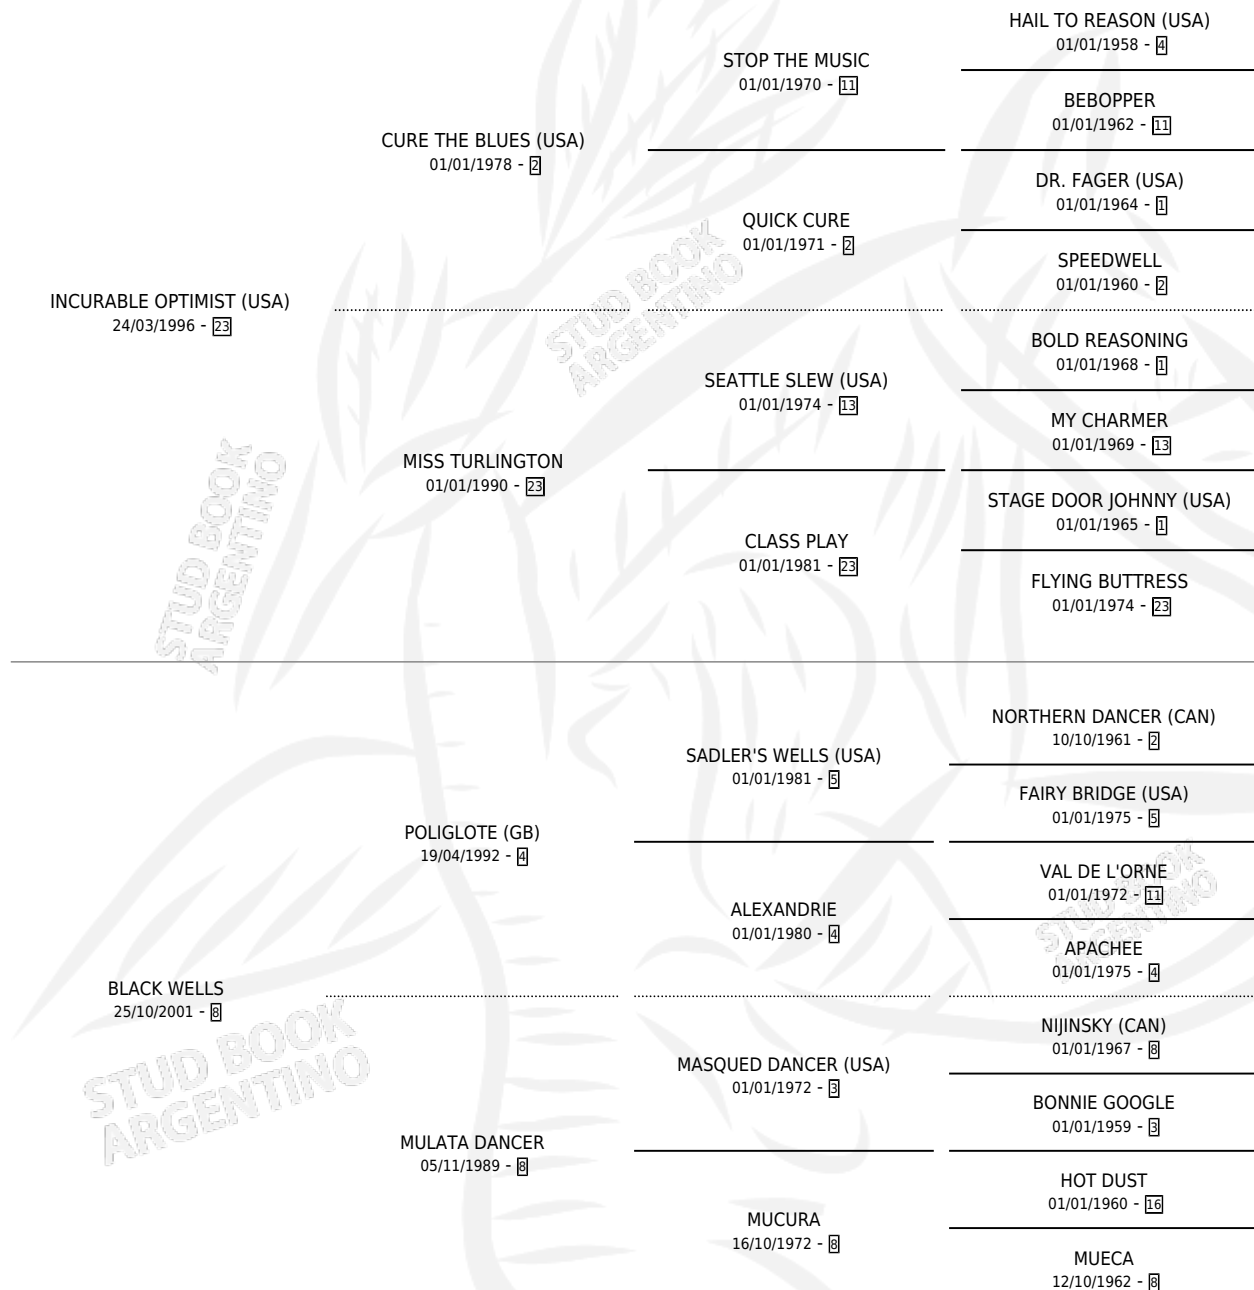 HAIL TO REASON (USA)
01/01/1958 - 4
STOP THE MUSIC
01/01/1970 - 11
BEBOPPER
01/01/1962 - 11
CURE THE BLUES (USA)
01/01/1978 - 2
DR. FAGER (USA)
01/01/1964 - 1
QUICK CURE
01/01/1971 - 2
SPEEDWELL
01/01/1960 - 2
INCURABLE OPTIMIST (USA)
24/03/1996 - 23
BOLD REASONING
01/01/1968 - 1
SEATTLE SLEW (USA)
01/01/1974 - 13
MY CHARMER
01/01/1969 - 13
MISS TURLINGTON
01/01/1990 - 23
STAGE DOOR JOHNNY (USA)
01/01/1965 - 1
CLASS PLAY
01/01/1981 - 23
FLYING BUTTRESS
01/01/1974 - 23
NORTHERN DANCER (CAN)
10/10/1961 - 2
SADLER'S WELLS (USA)
01/01/1981 - 5
FAIRY BRIDGE (USA)
01/01/1975 - 5
POLIGLOTE (GB)
19/04/1992 - 4
VAL DE L'ORNE
01/01/1972 - 11
ALEXANDRIE
01/01/1980 - 4
APACHEE
01/01/1975 - 4
BLACK WELLS
25/10/2001 - 8
NIJINSKY (CAN)
01/01/1967 - 8
MASQUED DANCER (USA)
01/01/1972 - 3
BONNIE GOOGLE
01/01/1959 - 3
MULATA DANCER
05/11/1989 - 8
HOT DUST
01/01/1960 - 16
MUCURA
16/10/1972 - 8
MUECA
12/10/1962 - 8
STUD BOOK
ARGENTINO
STUD BOOK
ARGENTINO
STUD BOOK
ARGENTINO
STUD BOOK
ARGENTINO